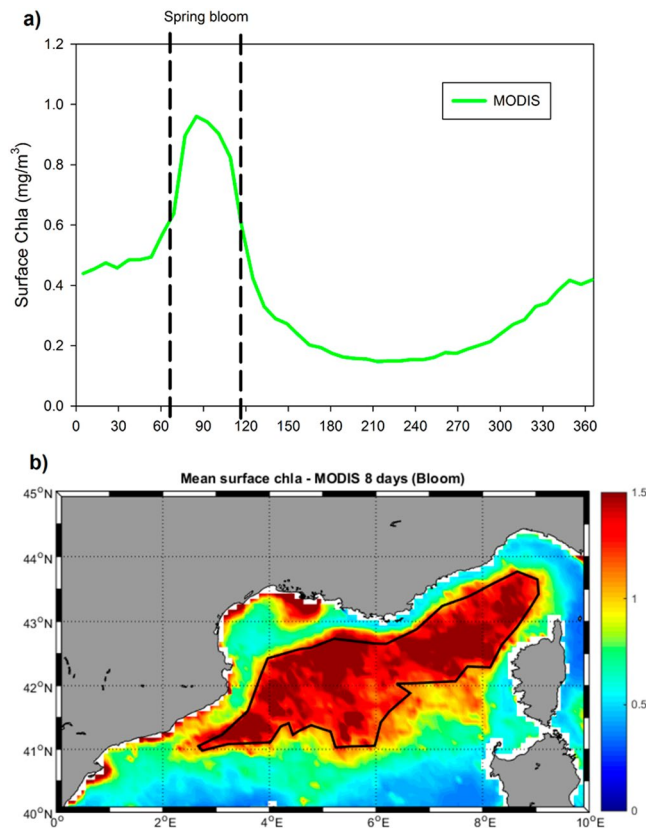 a)
Spring bloom
1.2
1.0
0.8
0.6
0.4
0.2
0.0
Surface Chla (mg/m³)
MODIS
0 30 60 90 120 150 180 210 240 270 300 330 360
b)
Mean surface chla - MODIS 8 days (Bloom)
45°N
44°N
43°N
42°N
41°N
40°N
0°E 2°E 4°E 6°E 8°E 10°E
1.5
1
0.5
0